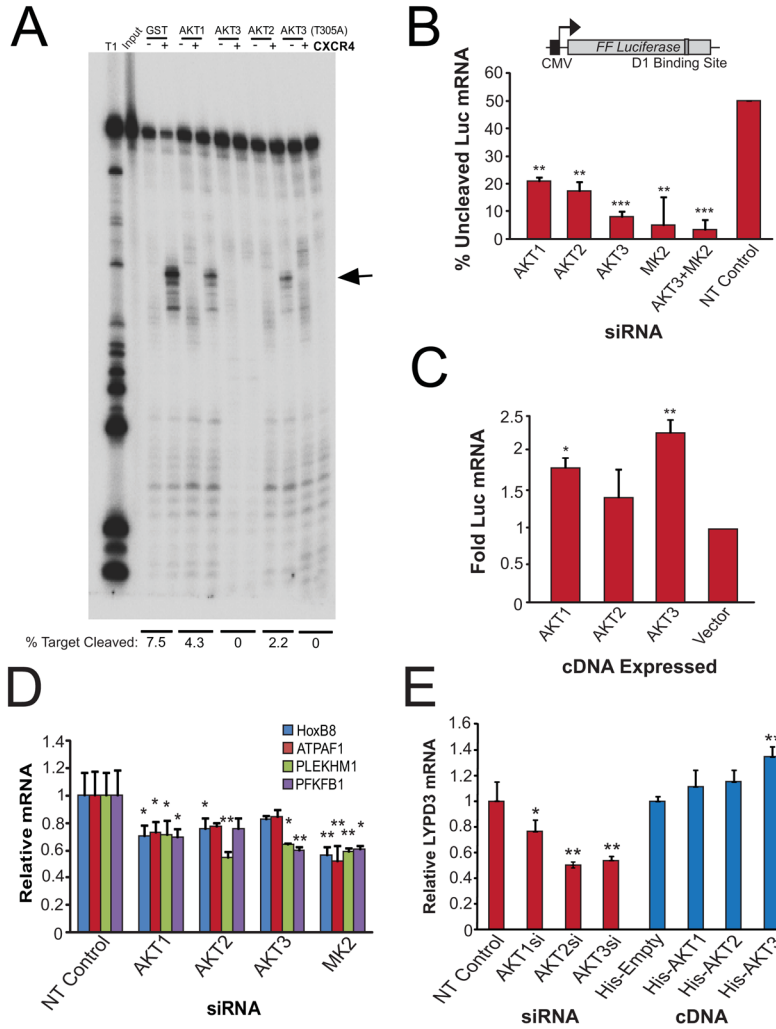 A
GST AKT1 AKT3 AKT2 AKT3 (T305A)
T1 Input - + - + - + - + - + CXCR4
% Target Cleaved: 7.5 4.3 0 2.2 0
B
FF Luciferase
CMV D1 Binding Site
% Uncleaved Luc mRNA
60
50
40
30
20
10
0
** ** *** ** ***
AKT1 AKT2 AKT3 MK2 AKT3+MK2 NT Control
siRNA
C
Fold Luc mRNA
2.5
2
1.5
1
0.5
0
* **
AKT1 AKT2 AKT3 Vector
cDNA Expressed
D
HoxB8
ATPAF1
PLEKHM1
PFKFB1
Relative mRNA
1.4
1.2
1
0.8
0.6
0.4
0.2
0
* * * * * ** * ** * ** ** *
NT Control AKT1 AKT2 AKT3 MK2
siRNA
E
Relative LYPD3 mRNA
1.6
1.4
1.2
1
0.8
0.6
0.4
0.2
0
* ** **
NT Control AKT1si AKT2si AKT3si His-Empty His-AKT1 His-AKT2 His-AKT3
siRNA cDNA